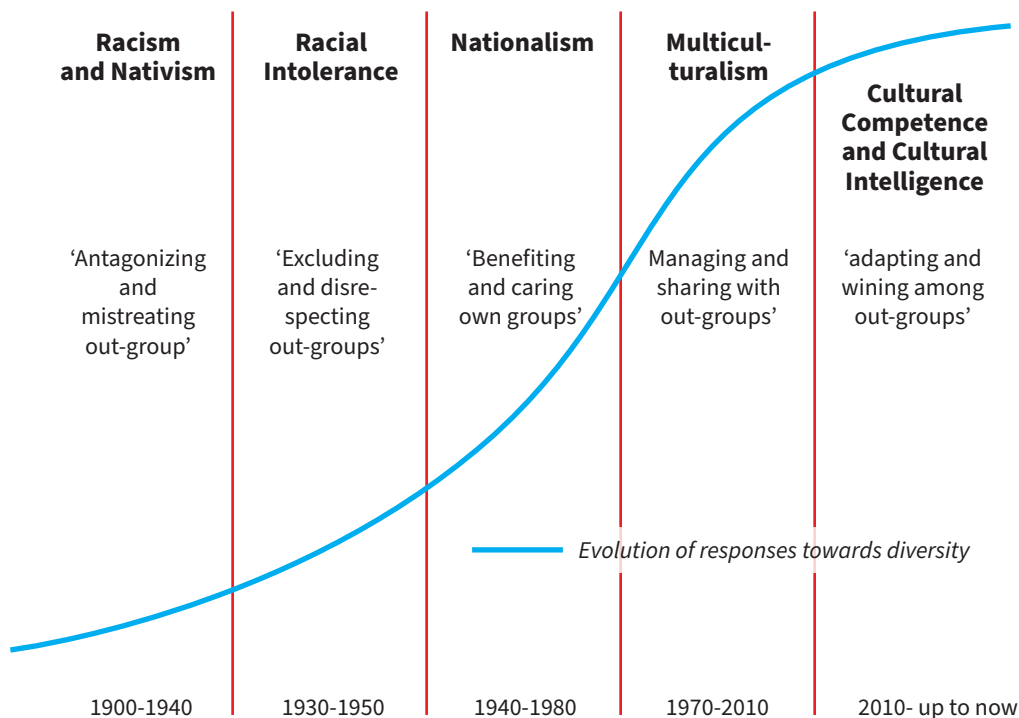 Racism
and Nativism
Racial
Intolerance
Nationalism
Multicul-
turalism
Cultural
Competence
and Cultural
Intelligence
‘Antagonizing
and
mistreating
out-group’
‘Excluding
and disre-
specting
out-groups’
‘Benefiting
and caring
own groups’
Managing and
sharing with
out-groups’
‘adapting and
wining among
out-groups’
Evolution of responses towards diversity
1900-1940
1930-1950
1940-1980
1970-2010
2010- up to now